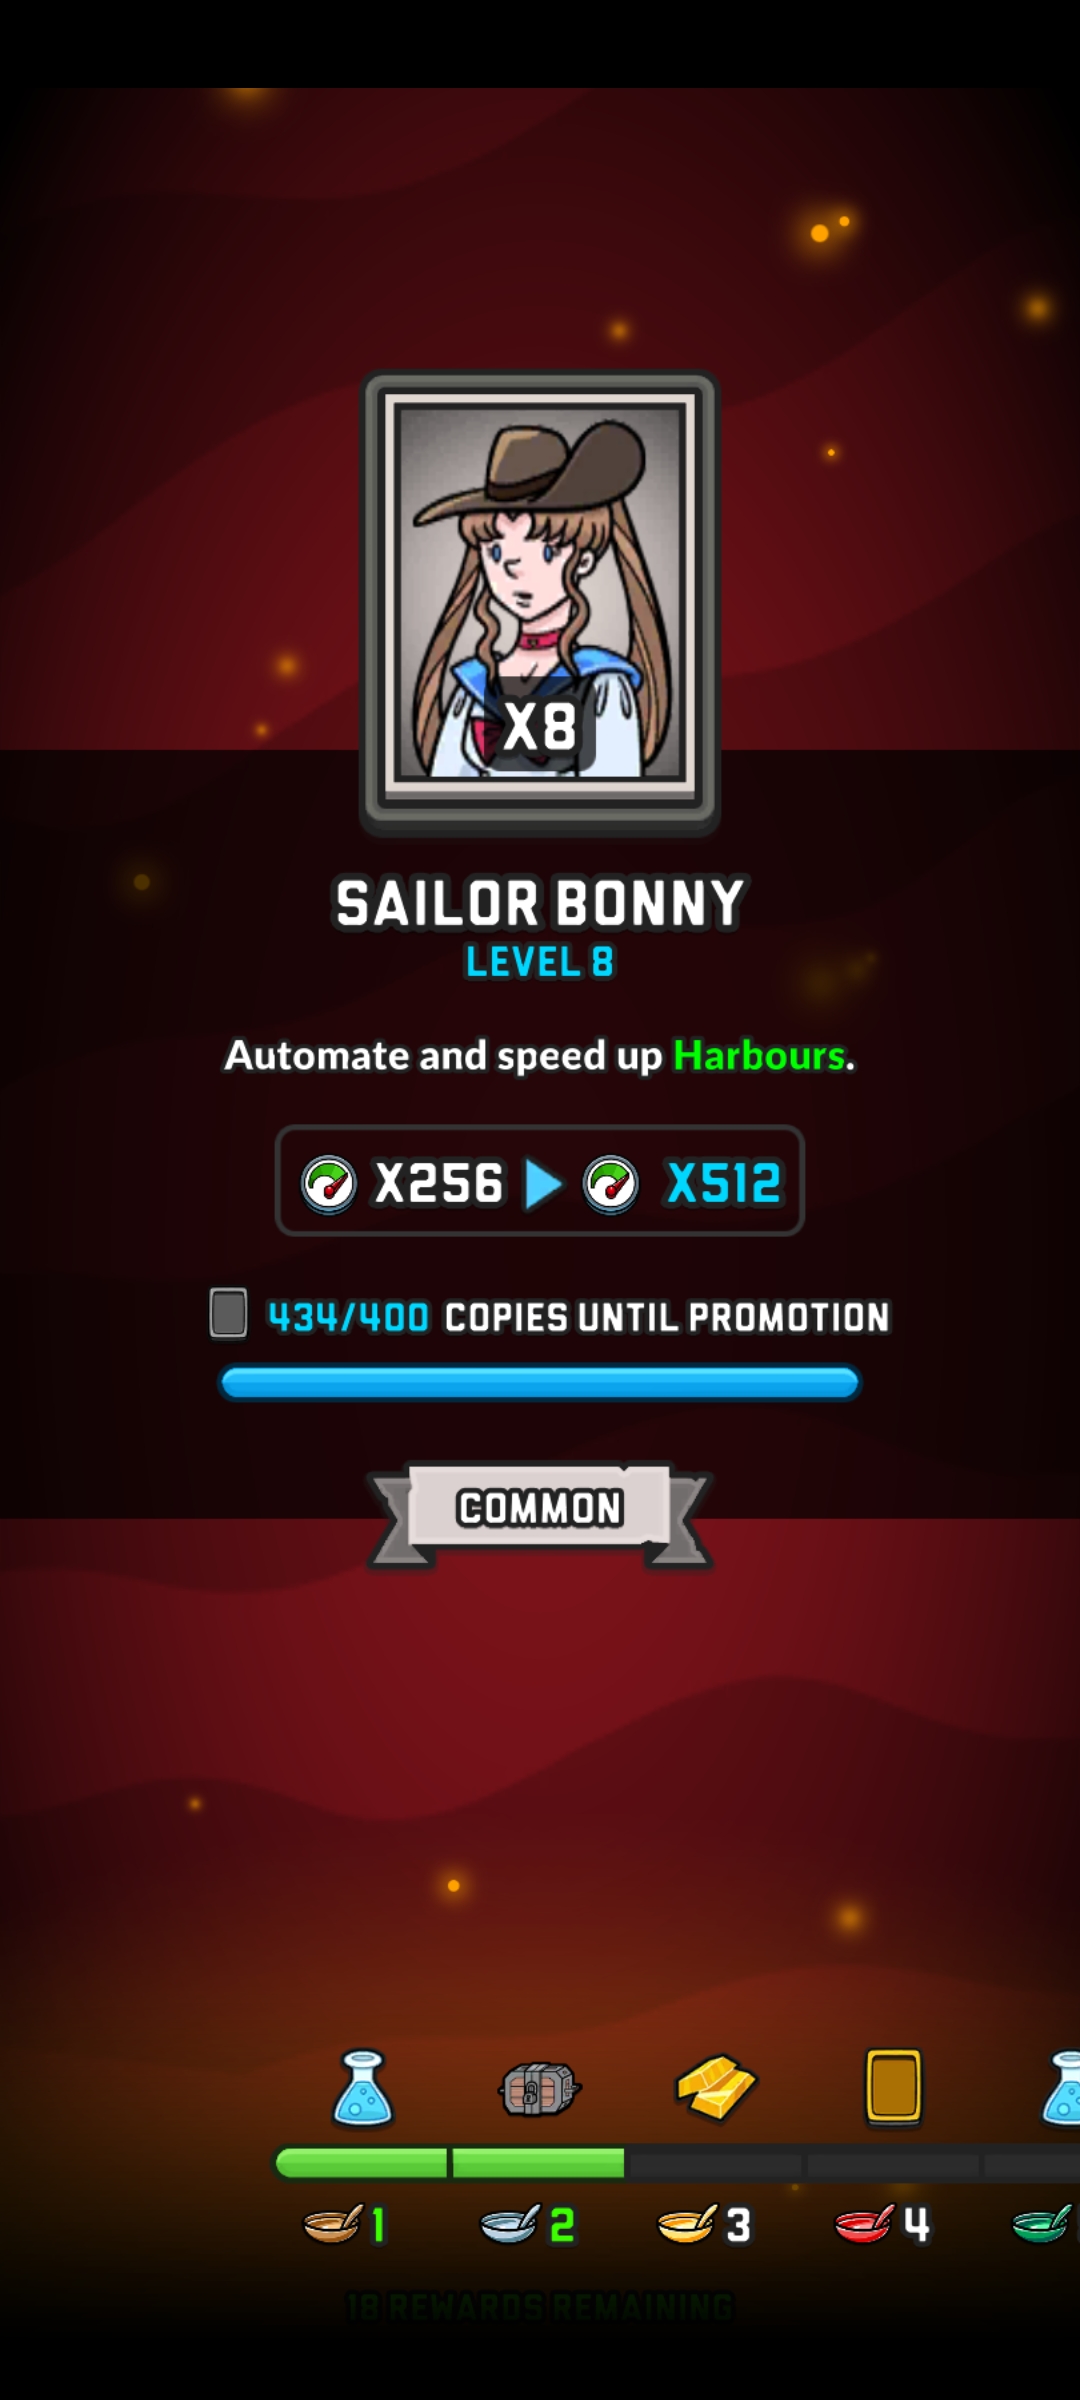 X8
SAILOR BONNY
LEVEL 8
Automate and speed up Harbours.
X256 X512
434/400 COPIES UNTIL PROMOTION
COMMON
1 2 3 4
18 REWARDS REMAINING